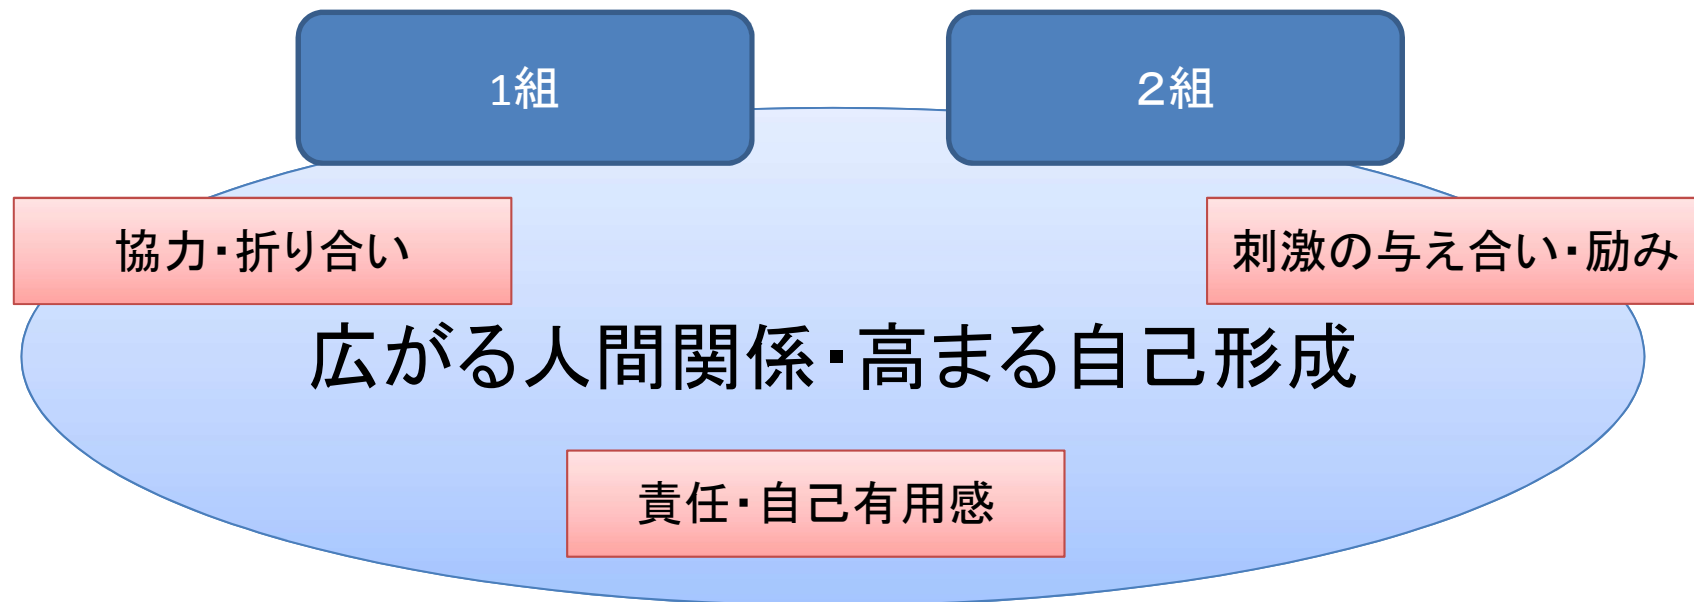 1組
２組
協力・折り合い
刺激の与え合い・励み
広がる人間関係・高まる自己形成
責任・自己有用感